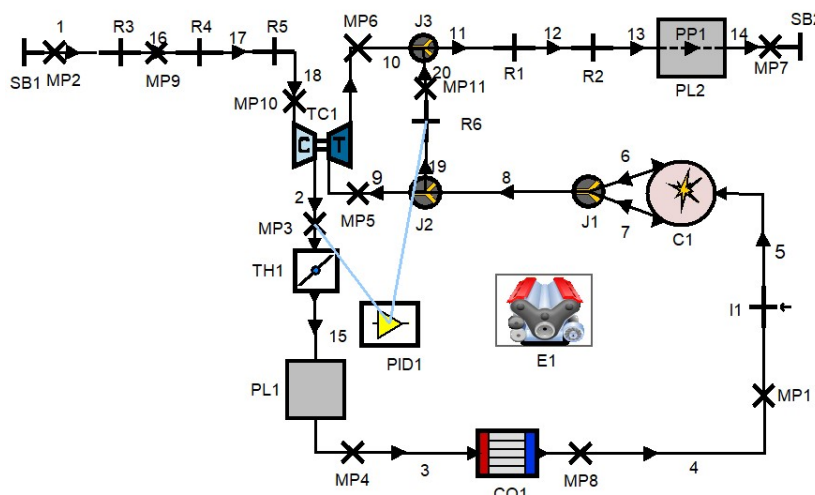 1 R3 16 R4 17 R5
SB1 MP2 MP9
18
MP10 TC1
C T
MP6 J3
10 11 12 13 14
R1 R2
PP1
PL2
SB2
MP7
20
MP11
R6
19
9 8 6
MP5 J2 J1 7 C1
2
MP3
TH1
15
PID1
E1
5
I1
PL1
MP1
MP4 3 CO1 MP8 4